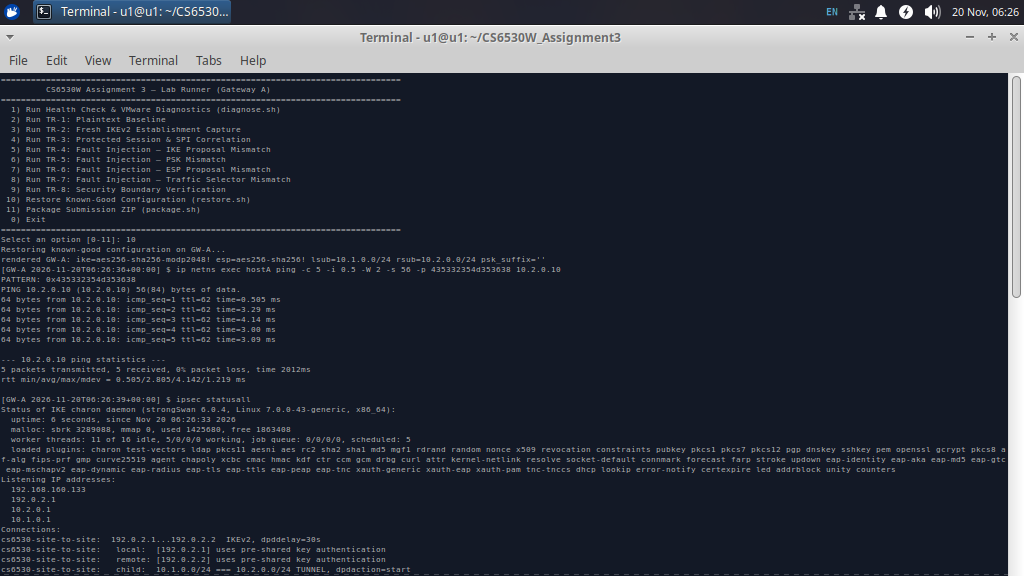 Terminal - u1@u1: ~/CS6530...
EN
20 Nov, 06:26
Terminal - u1@u1: ~/CS6530W_Assignment3
File Edit View Terminal Tabs Help
================================================================================
CS6530W Assignment 3 — Lab Runner (Gateway A)
================================================================================
1) Run Health Check & VMware Diagnostics (diagnose.sh)
2) Run TR-1: Plaintext Baseline
3) Run TR-2: Fresh IKEv2 Establishment Capture
4) Run TR-3: Protected Session & SPI Correlation
5) Run TR-4: Fault Injection — IKE Proposal Mismatch
6) Run TR-5: Fault Injection — PSK Mismatch
7) Run TR-6: Fault Injection — ESP Proposal Mismatch
8) Run TR-7: Fault Injection — Traffic Selector Mismatch
9) Run TR-8: Security Boundary Verification
10) Restore Known-Good Configuration (restore.sh)
11) Package Submission ZIP (package.sh)
0) Exit
================================================================================
Select an option [0-11]: 10
Restoring known-good configuration on GW-A...
rendered GW-A: ike=aes256-sha256-modp2048! esp=aes256-sha256! lsub=10.1.0.0/24 rsub=10.2.0.0/24 psk_suffix=''
[GW-A 2026-11-20T06:26:36+00:00] $ ip netns exec hostA ping -c 5 -i 0.5 -W 2 -s 56 -p 435332354d353638 10.2.0.10
PATTERN: 0x435332354d353638
PING 10.2.0.10 (10.2.0.10) 56(84) bytes of data.
64 bytes from 10.2.0.10: icmp_seq=1 ttl=62 time=0.505 ms
64 bytes from 10.2.0.10: icmp_seq=2 ttl=62 time=3.29 ms
64 bytes from 10.2.0.10: icmp_seq=3 ttl=62 time=4.14 ms
64 bytes from 10.2.0.10: icmp_seq=4 ttl=62 time=3.00 ms
64 bytes from 10.2.0.10: icmp_seq=5 ttl=62 time=3.09 ms
--- 10.2.0.10 ping statistics ---
5 packets transmitted, 5 received, 0% packet loss, time 2012ms
rtt min/avg/max/mdev = 0.505/2.805/4.142/1.219 ms
[GW-A 2026-11-20T06:26:39+00:00] $ ipsec statusall
Status of IKE charon daemon (strongSwan 6.0.4, Linux 7.0.0-43-generic, x86_64):
uptime: 6 seconds, since Nov 20 06:26:33 2026
malloc: sbrk 3289088, mmap 0, used 1425680, free 1863408
worker threads: 11 of 16 idle, 5/0/0/0 working, job queue: 0/0/0/0, scheduled: 5
loaded plugins: charon test-vectors ldap pkcs11 aesni aes rc2 sha2 sha1 md5 mgf1 rdrand random nonce x509 revocation constraints pubkey pkcs1 pkcs7 pkcs12 pgp dnskey sshkey pem openssl gcrypt pkcs8 a
f-alg fips-prf gmp curve25519 agent chapoly xcbc cmac hmac kdf ctr ccm gcm drbg curl attr kernel-netlink resolve socket-default connmark forecast farp stroke updown eap-identity eap-aka eap-md5 eap-gtc
eap-mschapv2 eap-dynamic eap-radius eap-tls eap-ttls eap-peap eap-tnc xauth-generic xauth-eap xauth-pam tnc-tnccs dhcp lookip error-notify certexpire led addrblock unity counters
Listening IP addresses:
192.168.160.133
192.0.2.1
10.2.0.1
10.1.0.1
Connections:
cs6530-site-to-site:  192.0.2.1...192.0.2.2  IKEv2, dpddelay=30s
cs6530-site-to-site:   local:  [192.0.2.1] uses pre-shared key authentication
cs6530-site-to-site:   remote: [192.0.2.2] uses pre-shared key authentication
cs6530-site-to-site:   child:  10.1.0.0/24 === 10.2.0.0/24 TUNNEL, dpdaction=start